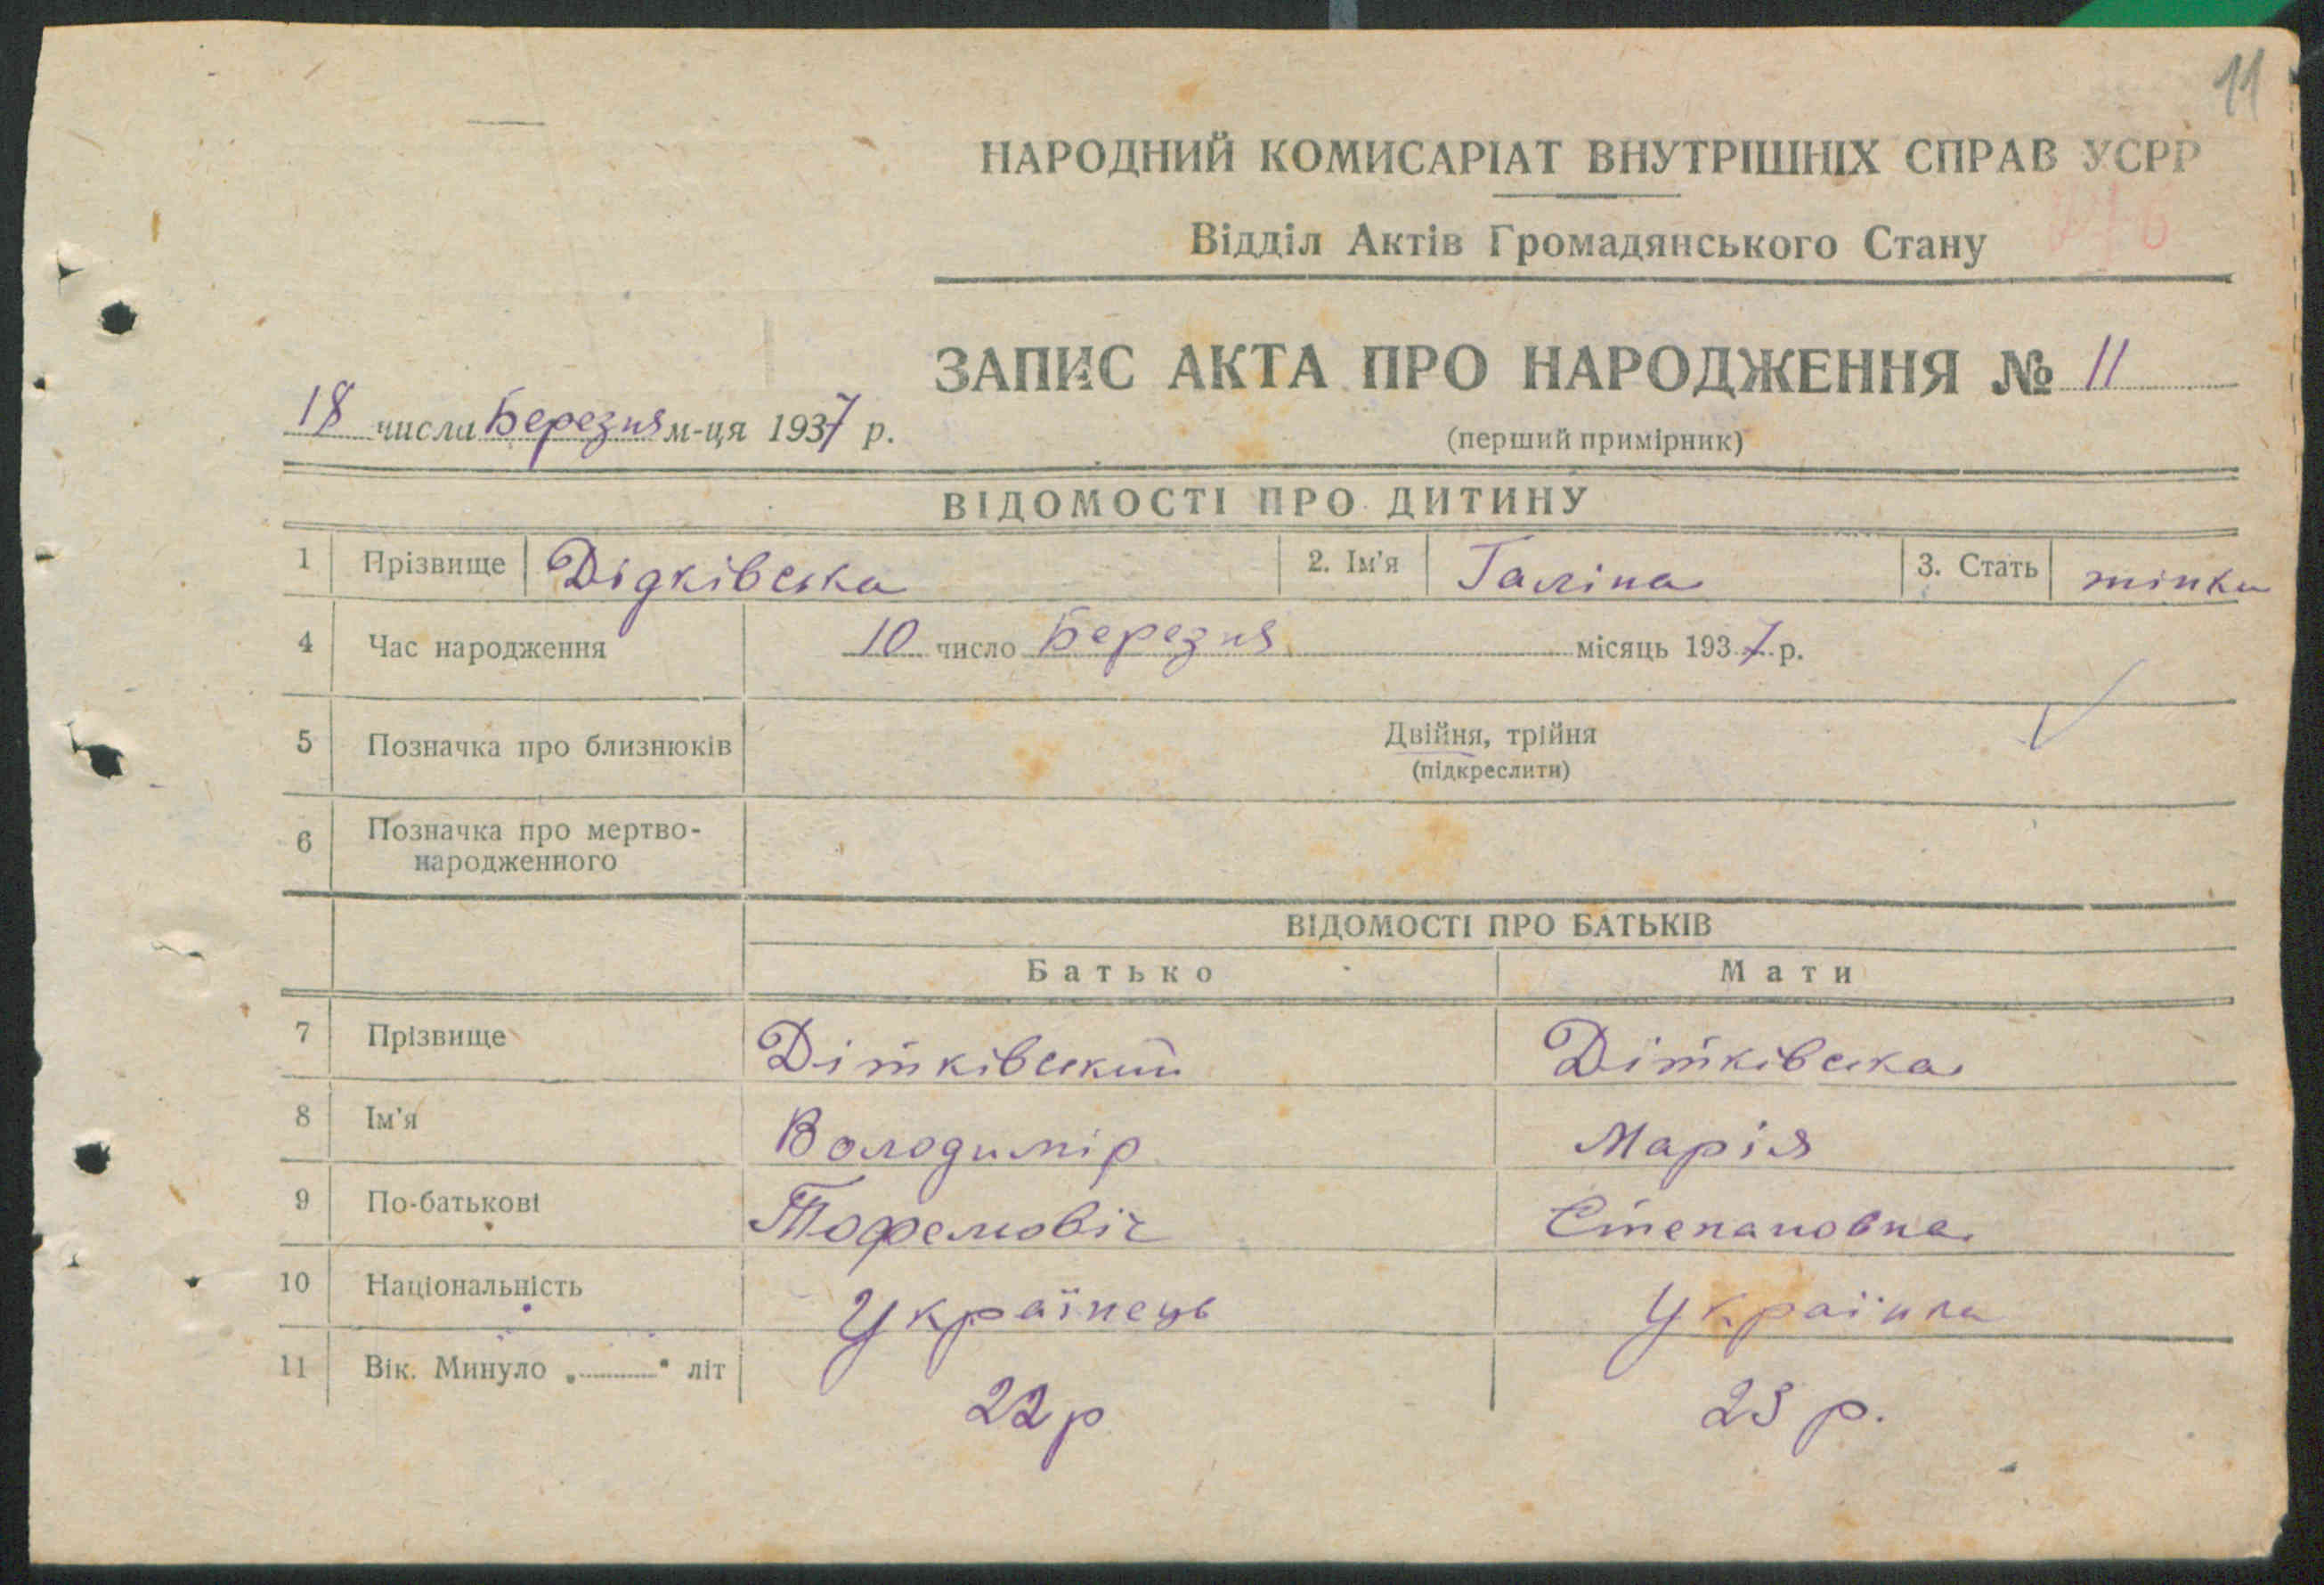 11
НАРОДНИЙ КОМИСАРІАТ ВНУТРІШНІХ СПРАВ УСРР
Відділ Актів Громадянського Стану
ЗАПИС АКТА ПРО НАРОДЖЕННЯ № 11
18 числа Березня м-ця 1937 р.
(перший примірник)
ВІДОМОСТІ ПРО ДИТИНУ
1 Прізвище Дідківська 2. Ім'я Галіна 3. Стать жінка
4 Час народження 10 число Березня місяць 1937 р.
5 Позначка про близнюків Двійня, трійня
(підкреслити)
6 Позначка про мертво-
народженного
ВІДОМОСТІ ПРО БАТЬКІВ
Батько Мати
7 Прізвище Дітківський Дітківська
8 Ім'я Володимір Марія
9 По-батькові Тофемовіч Степановна
10 Національність Українець Українка
11 Вік. Минуло „ " літ
22 р 23 р.